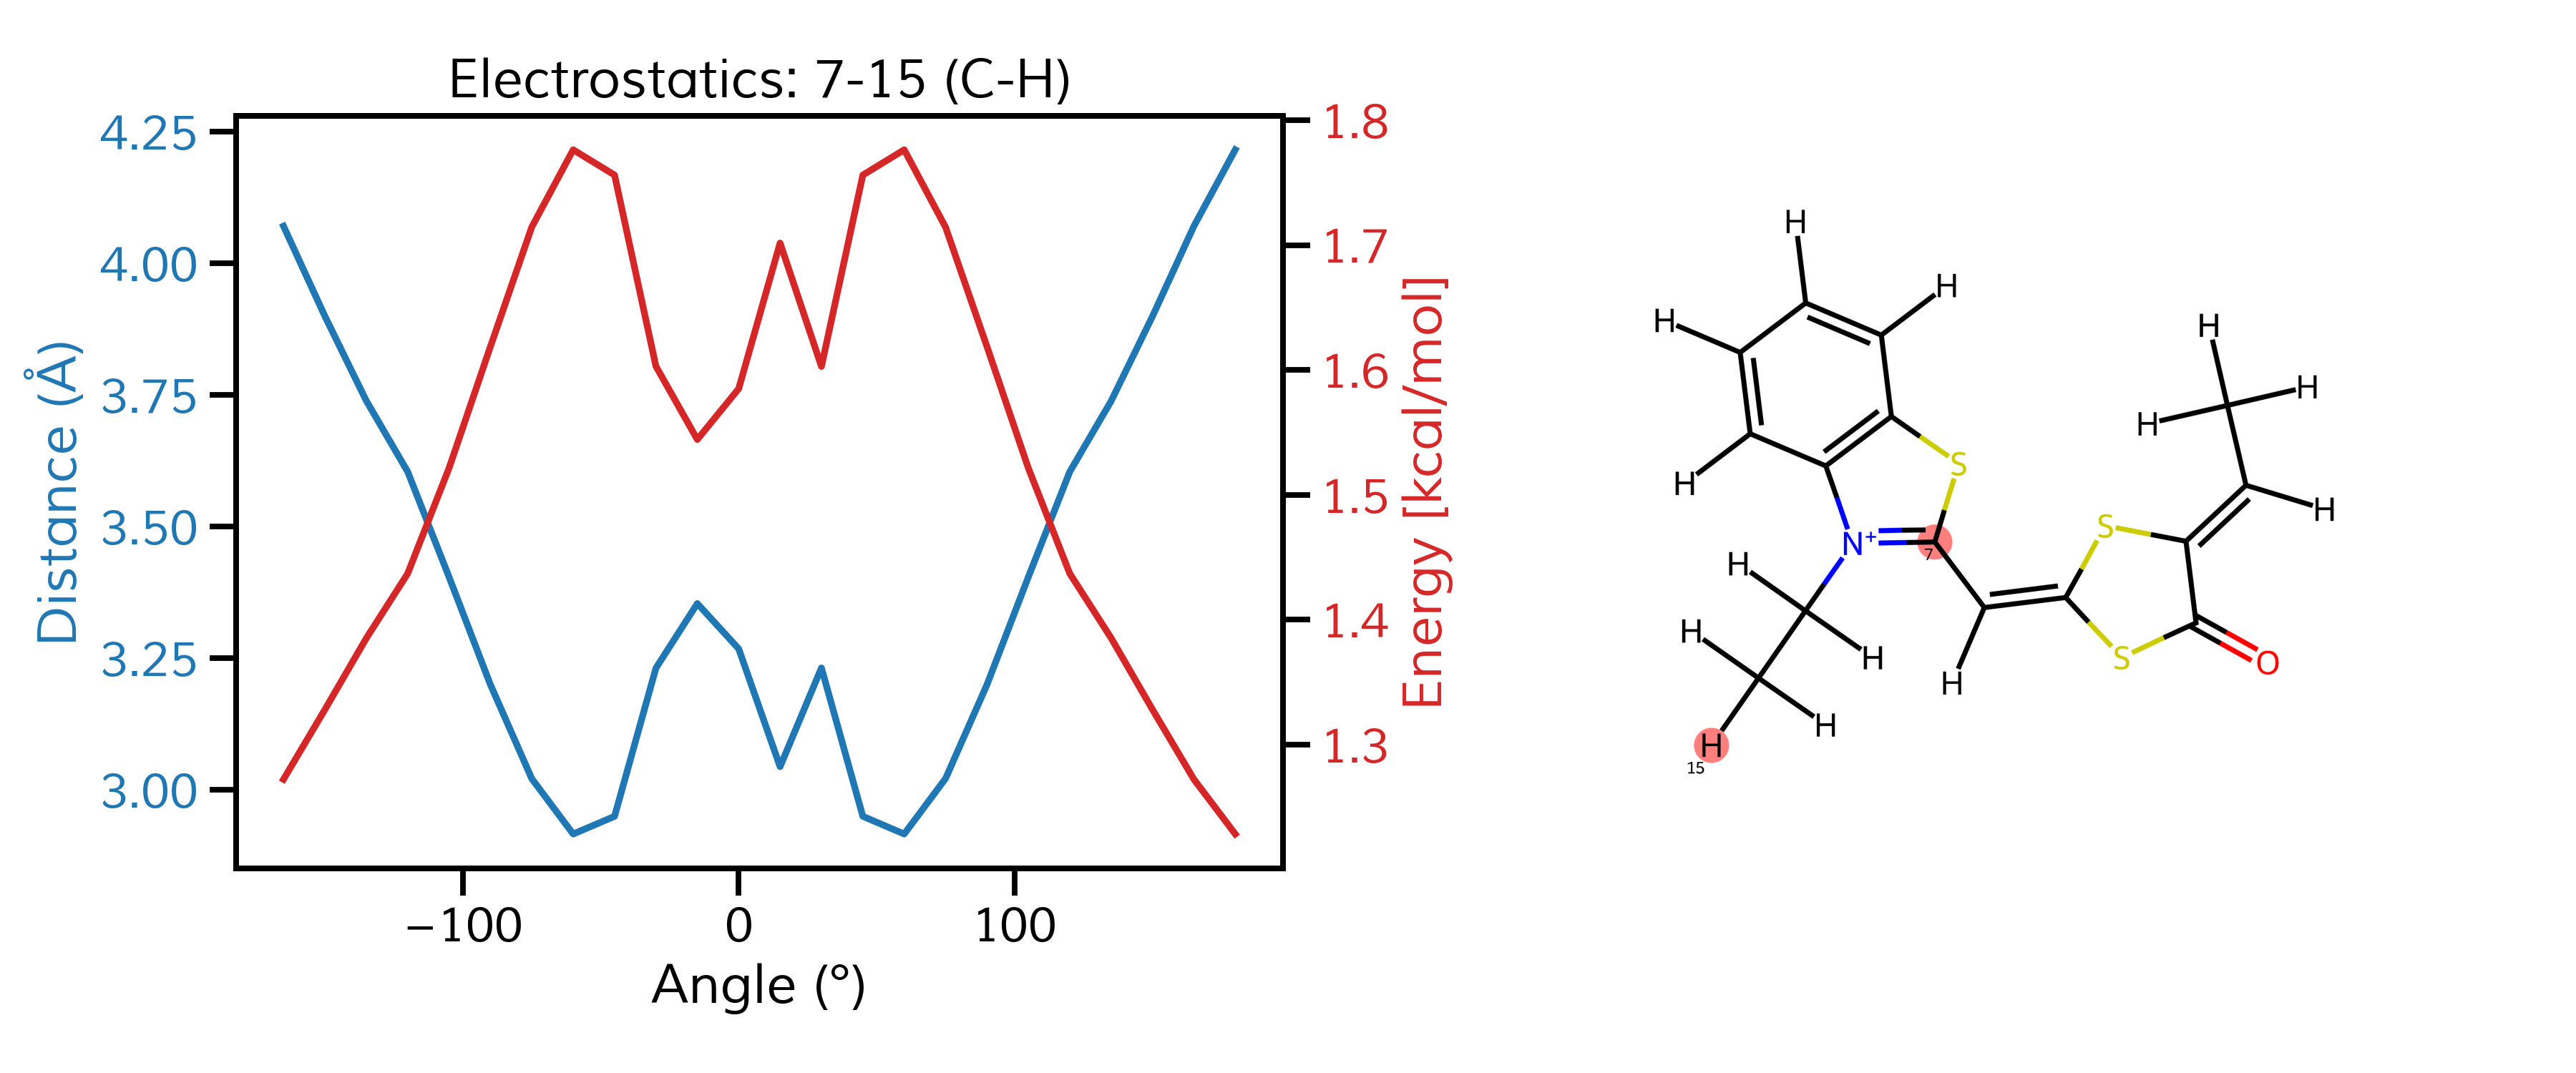 Electrostatics: 7-15 (C-H)
4.25
4.00
3.75
3.50
3.25
3.00
Distance (Å)
1.8
1.7
1.6
1.5
1.4
1.3
Energy [kcal/mol]
−100 0 100
Angle (°)
H
H
H
H
H
H
H
S
H
S
H
N⁺
7
H
H
H
S
O
H
H
H
15